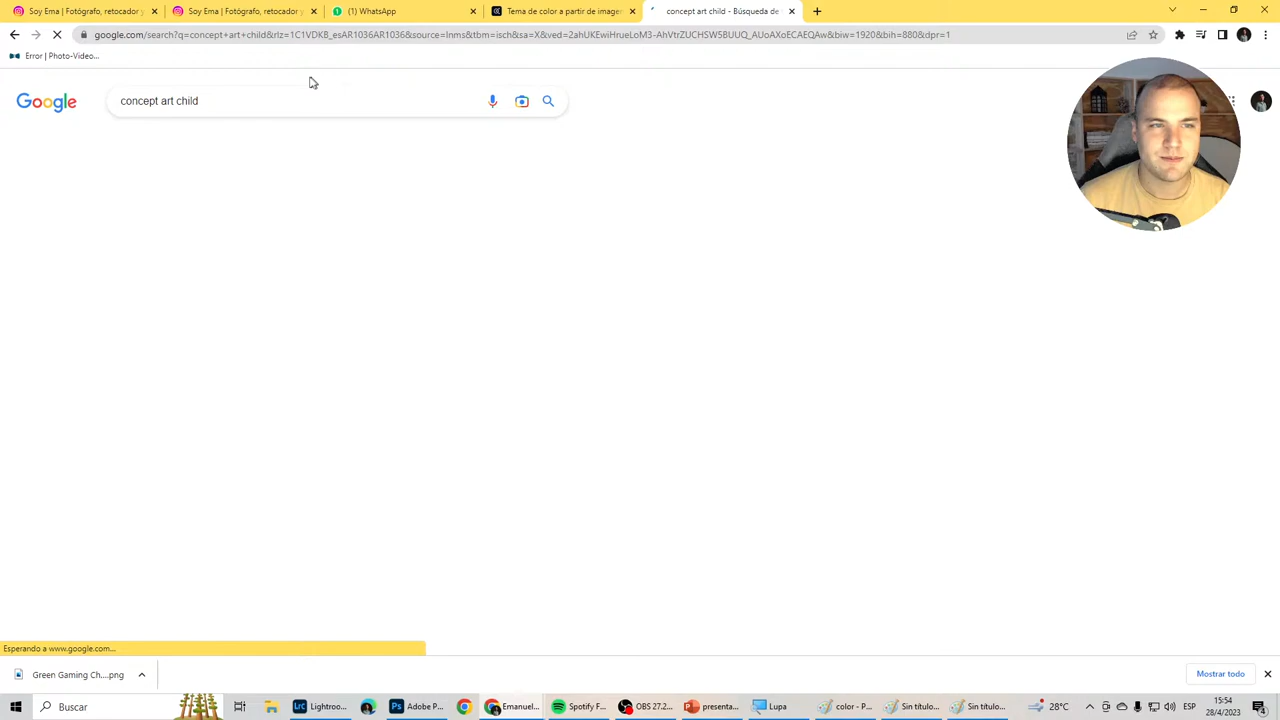 Soy Ema | Fotógrafo, retocador y
Soy Ema | Fotógrafo, retocador y
(1) WhatsApp
Tema de color a partir de imagen
concept art child - Búsqueda de
google.com/search?q=concept+art+child&rlz=1C1VDKB_esAR1036AR1036&source=lnms&tbm=isch&sa=X&ved=2ahUKEwiHrueLoM3-AhVtrZUCHSW5BUUQ_AUoAXoECAEQAw&biw=1920&bih=880&dpr=1
Error | Photo-Video...
Google
concept art child
Esperando a www.google.com...
Green Gaming Ch....png
Mostrar todo
Buscar
Lightroo...
Adobe P...
Emanuel...
Spotify F...
OBS 27.2...
presenta...
Lupa
color - P...
Sin título...
Sin título...
28°C
ESP
15:54
28/4/2023